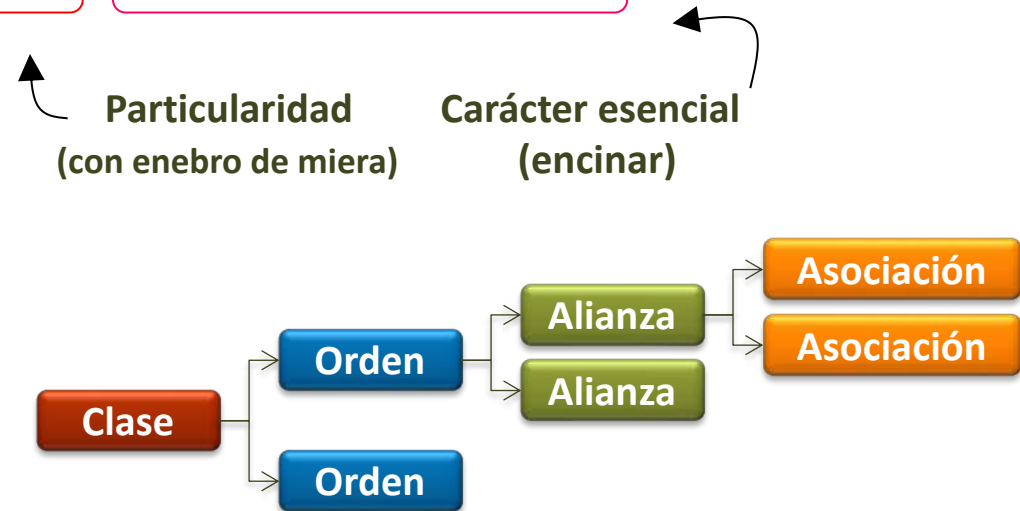 Particularidad
(con enebro de miera)
Carácter esencial
(encinar)
Asociación
Alianza
Asociación
Orden
Alianza
Clase
Orden